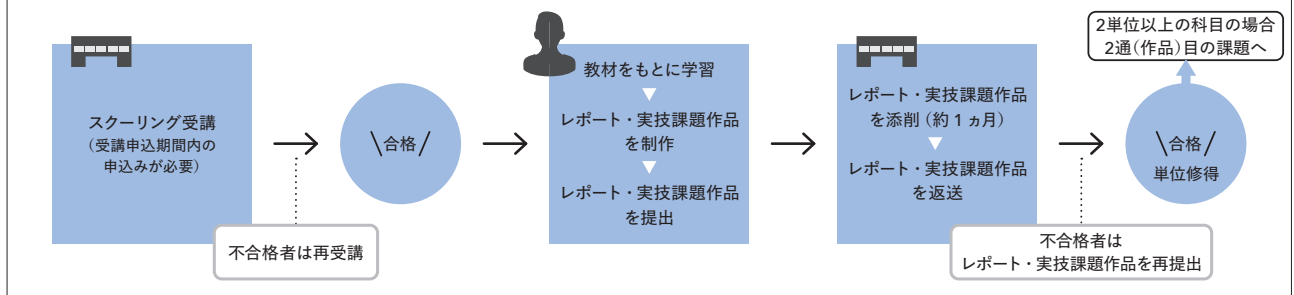 スクーリング受講
（受講申込期間内の
申込みが必要）
不合格者は再受講
合格
教材をもとに学習
レポート・実技課題作品
を制作
レポート・実技課題作品
を提出
レポート・実技課題作品
を添削（約1ヵ月）
レポート・実技課題作品
を返送
不合格者は
レポート・実技課題作品を再提出
2単位以上の科目の場合
2通（作品）目の課題へ
合格
単位修得